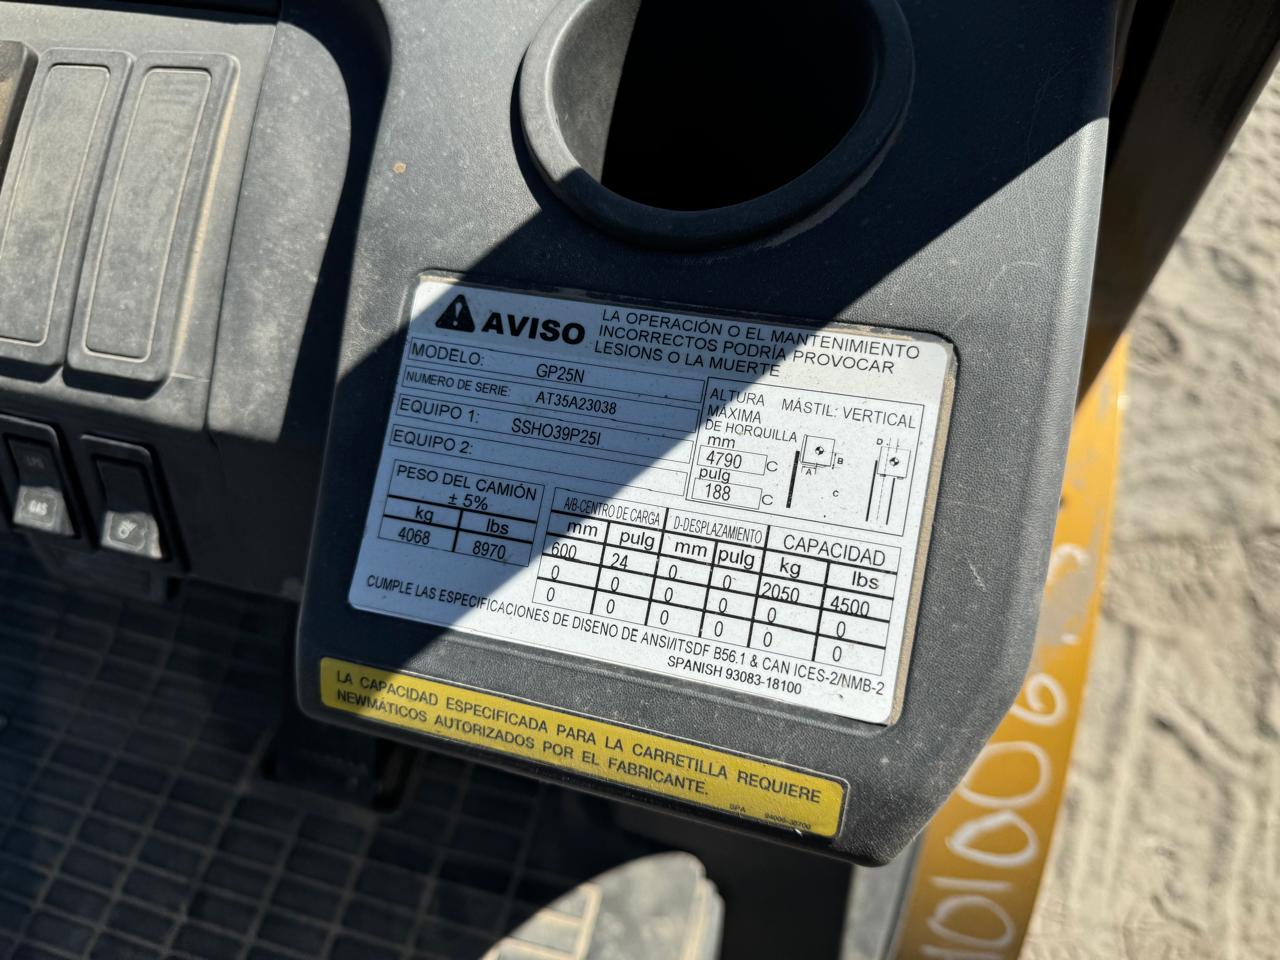 AVISO
LA OPERACIÓN O EL MANTENIMIENTO
INCORRECTOS PODRÍA PROVOCAR
LESIONS O LA MUERTE
MODELO: GP25N
NUMERO DE SERIE: AT35A23038
EQUIPO 1: SSHO39P25I
EQUIPO 2:
ALTURA
MÁXIMA
DE HORQUILLA
MÁSTIL: VERTICAL
mm
4790 C
pulg
188 C
A
B
C
D
PESO DEL CAMIÓN
± 5%
kg lbs
4068 8970
A/B-CENTRO DE CARGA D-DESPLAZAMIENTO CAPACIDAD
mm pulg mm pulg kg lbs
600 24 0 0 2050 4500
0 0 0 0 0 0
0 0 0 0 0 0
CUMPLE LAS ESPECIFICACIONES DE DISENO DE ANSI/ITSDF B56.1 & CAN ICES-2/NMB-2
SPANISH 93083-18100
LA CAPACIDAD ESPECIFICADA PARA LA CARRETILLA REQUIERE
NEWMÁTICOS AUTORIZADOS POR EL FABRICANTE.
SPA 94006-38700
LPG
GAS